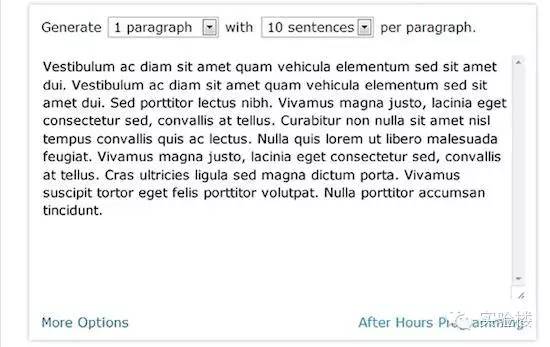 Generate 1 paragraph with 10 sentences per paragraph.
Vestibulum ac diam sit amet quam vehicula elementum sed sit amet
dui. Vestibulum ac diam sit amet quam vehicula elementum sed sit
amet dui. Sed porttitor lectus nibh. Vivamus magna justo, lacinia eget
consectetur sed, convallis at tellus. Curabitur non nulla sit amet nisl
tempus convallis quis ac lectus. Nulla quis lorem ut libero malesuada
feugiat. Vivamus magna justo, lacinia eget consectetur sed, convallis
at tellus. Cras ultricies ligula sed magna dictum porta. Vivamus
suscipit tortor eget felis porttitor volutpat. Nulla porttitor accumsan
tincidunt.
More Options After Hours Programming
实验楼